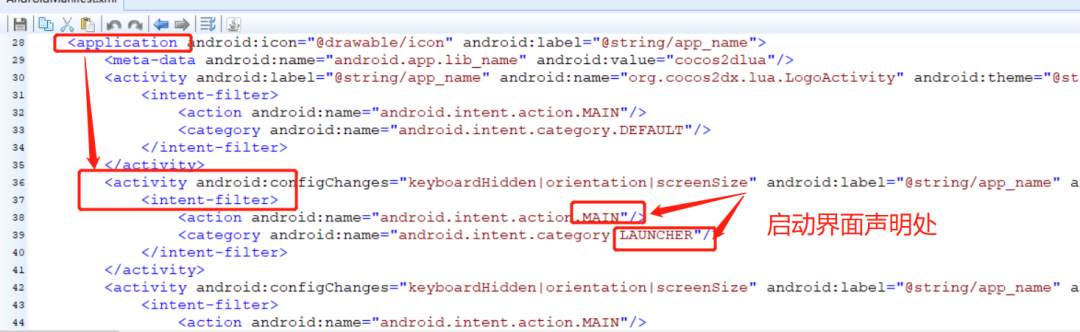 AndroidManifest.xml
28 <application android:icon="@drawable/icon" android:label="@string/app_name">
29 <meta-data android:name="android.app.lib_name" android:value="cocos2dlua"/>
30 <activity android:label="@string/app_name" android:name="org.cocos2dx.lua.LogoActivity" android:theme="@st
31 <intent-filter>
32 <action android:name="android.intent.action.MAIN"/>
33 <category android:name="android.intent.category.DEFAULT"/>
34 </intent-filter>
35 </activity>
36 <activity android:configChanges="keyboardHidden|orientation|screenSize" android:label="@string/app_name" a
37 <intent-filter>
38 <action android:name="android.intent.action.MAIN"/>
39 <category android:name="android.intent.category.LAUNCHER"/>
启动界面声明处
40 </intent-filter>
41 </activity>
42 <activity android:configChanges="keyboardHidden|orientation|screenSize" android:label="@string/app_name" a
43 <intent-filter>
44 <action android:name="android.intent.action.MAIN"/>